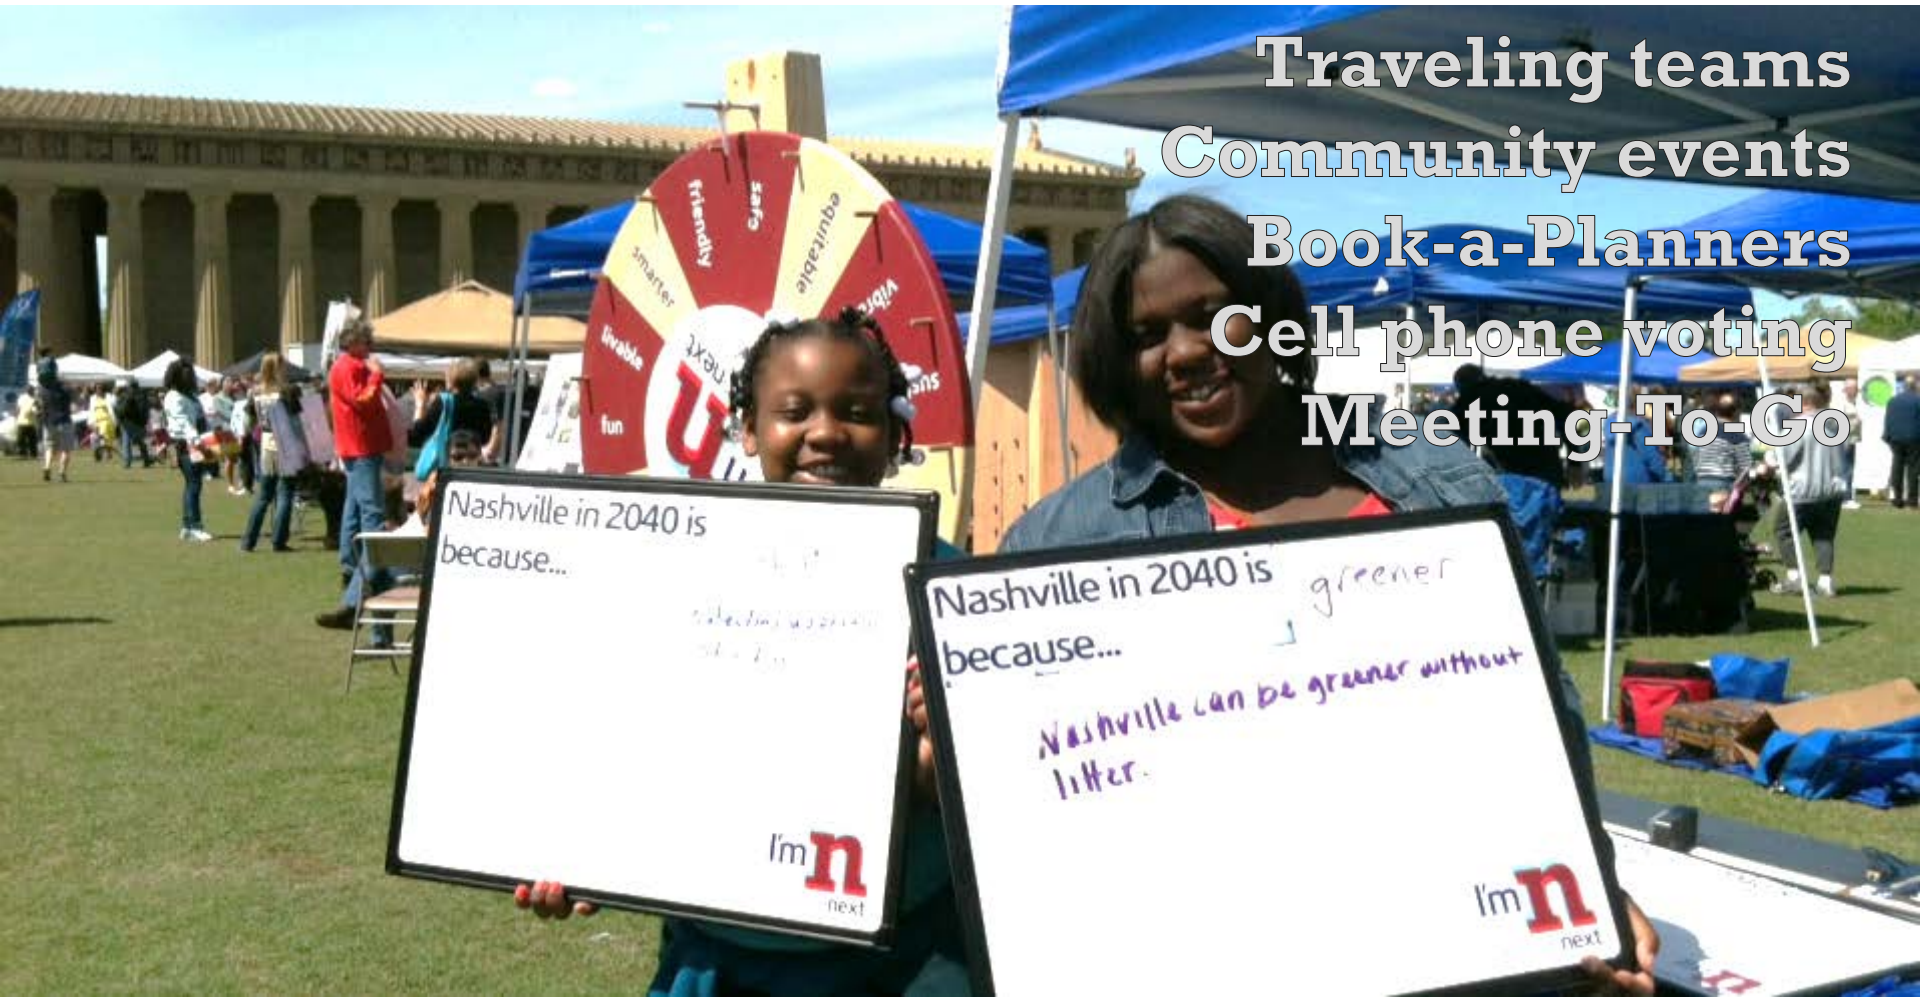 Traveling teams
Community events
Book-a-Planners
Cell phone voting
Meeting-To-Go
safe
friendly
equitable
smarter
livable
fun
next
n
Nashville in 2040 is
because...
I'm n
next
Nashville in 2040 is greener
because...
Nashville can be greener without
litter.
I'm n
next
n